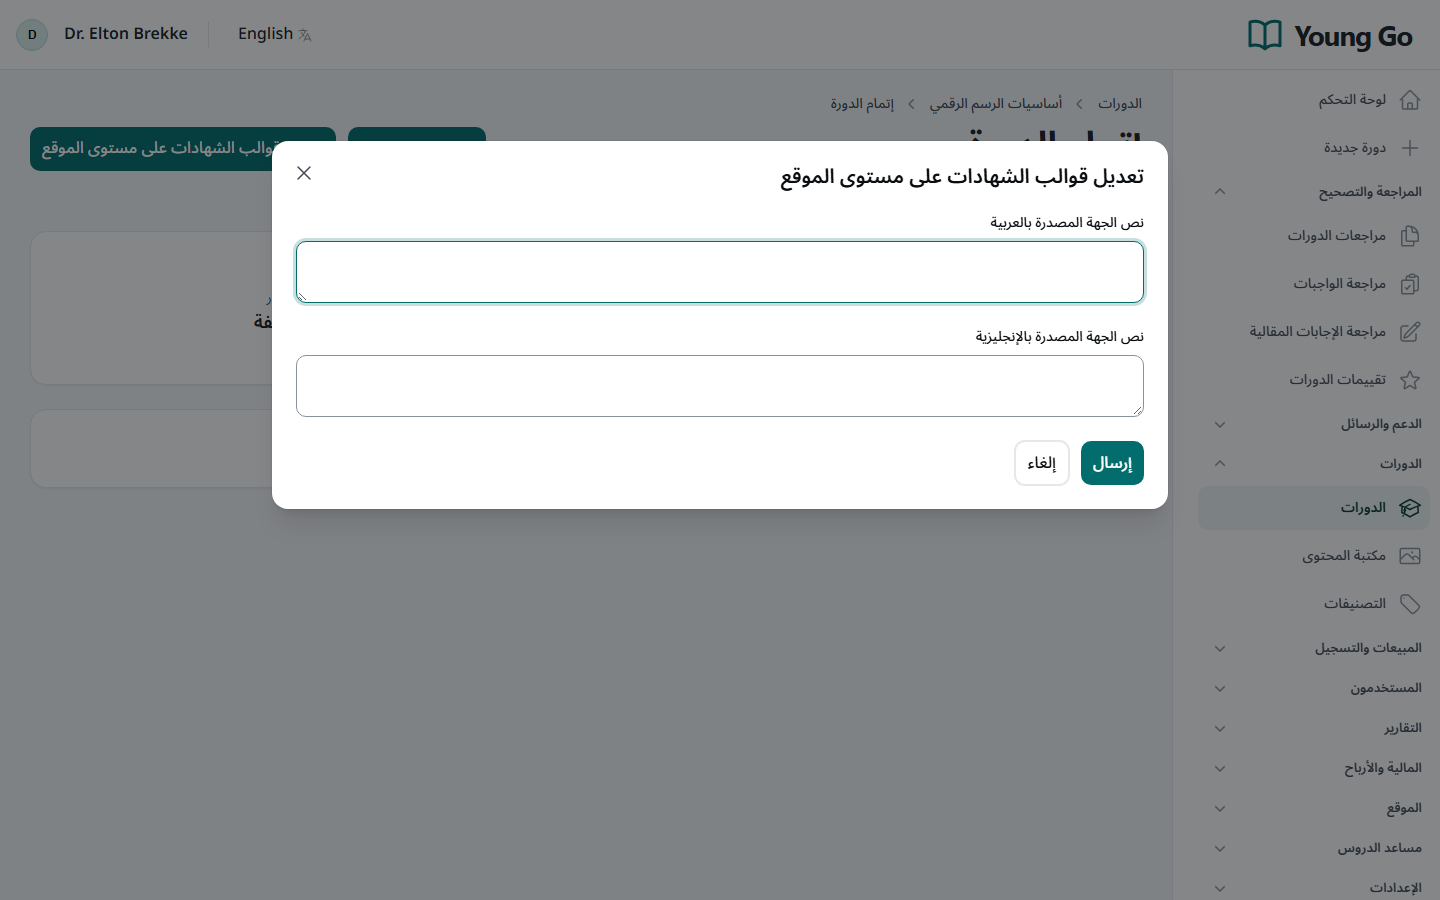 Young Go
English
Dr. Elton Brekke
D
لوحة التحكم
دورة جديدة
المراجعة والتصحيح
مراجعات الدورات
مراجعة الواجبات
مراجعة الإجابات المقالية
تقييمات الدورات
الدعم والرسائل
الدورات
الدورات
مكتبة المحتوى
التصنيفات
المبيعات والتسجيل
المستخدمون
التقارير
المالية والأرباح
الموقع
مساعد الدروس
الإعدادات
الدورات
أساسيات الرسم الرقمي
إتمام الدورة
قوالب الشهادات على مستوى الموقع
تعديل قوالب الشهادات على مستوى الموقع
نص الجهة المصدرة بالعربية
نص الجهة المصدرة بالإنجليزية
إرسال
إلغاء